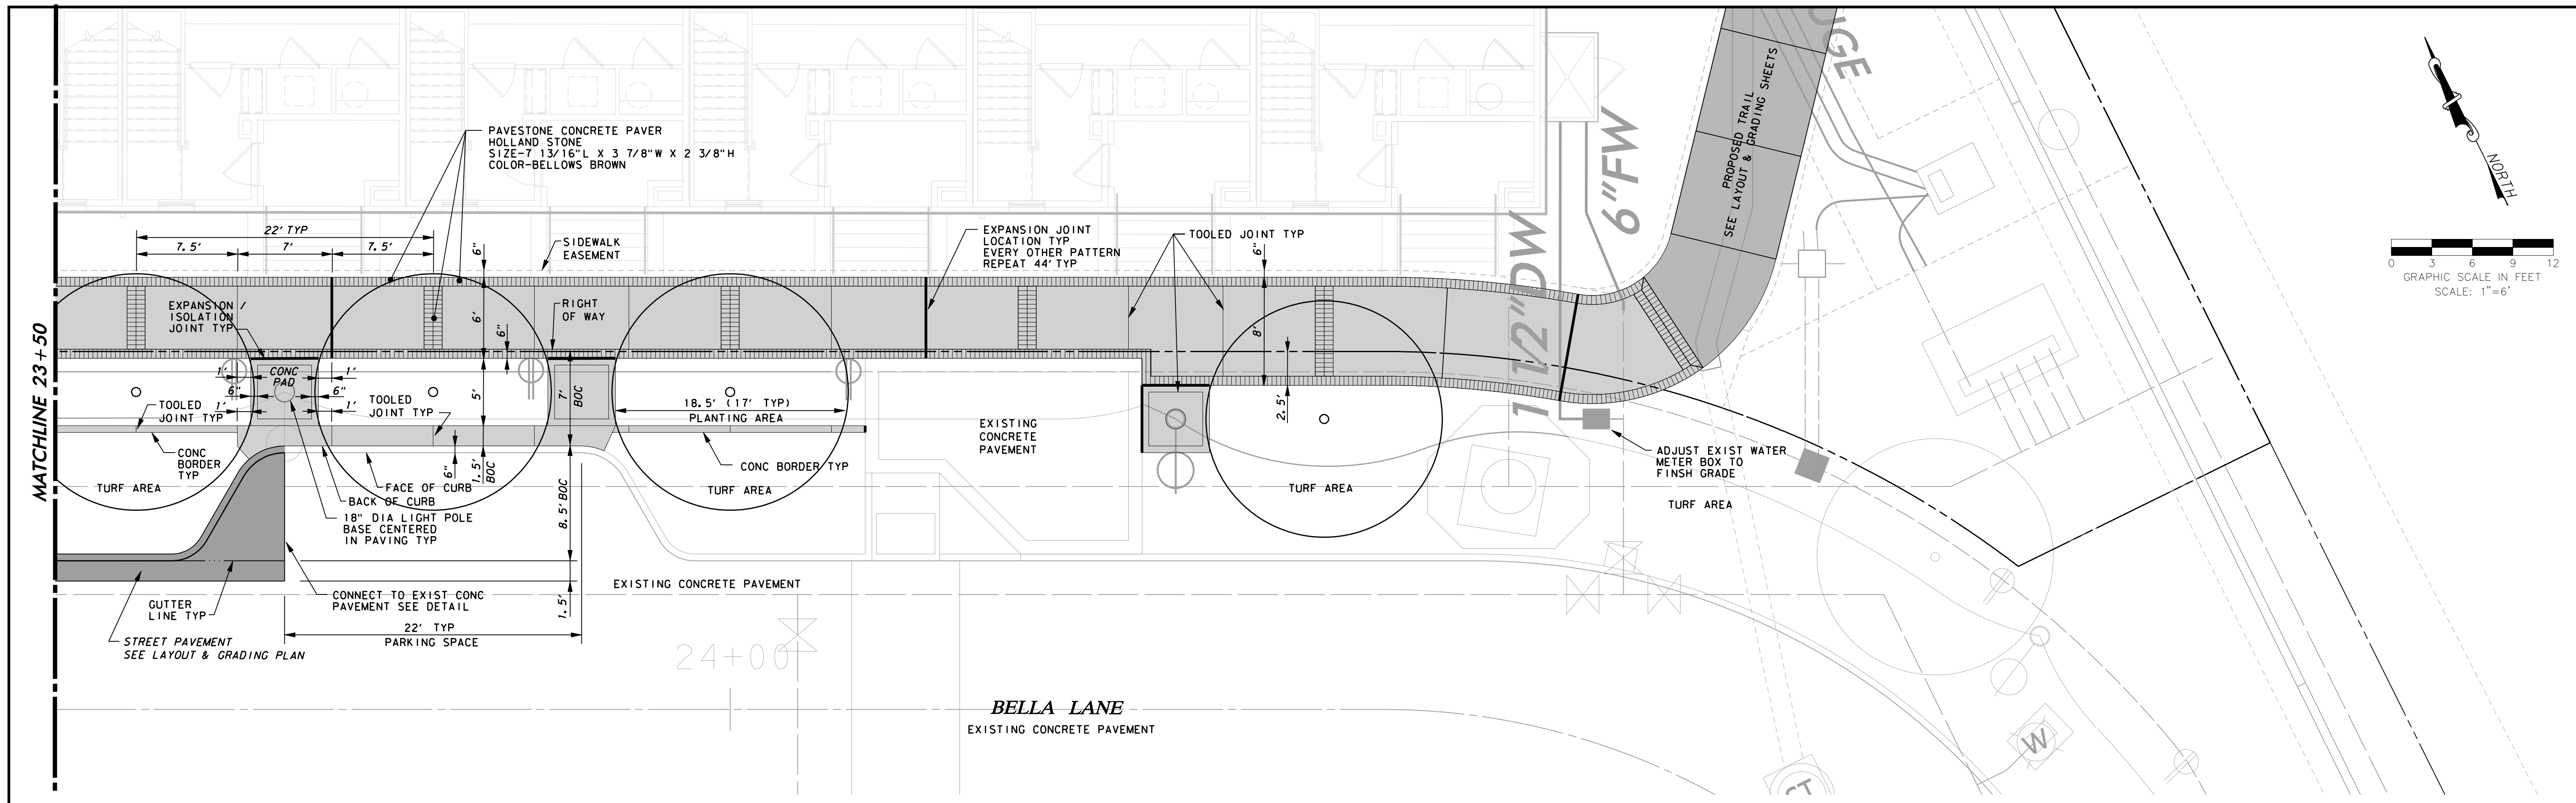 MATCHLINE 23+50
PAVESTONE CONCRETE PAVER
HOLLAND STONE
SIZE-7 13/16"L X 3 7/8"W X 2 3/8"H
COLOR-BELLOWS BROWN
22' TYP
7.5'
7'
7.5'
6"
SIDEWALK
EASEMENT
EXPANSION JOINT
LOCATION TYP
EVERY OTHER PATTERN
REPEAT 44' TYP
TOOLED JOINT TYP
6"
EXPANSION /
ISOLATION
JOINT TYP
6'
6"
RIGHT
OF WAY
8'
2.5'
1'
CONC
PAD
1'
6"
6"
1'
1'
TOOLED
JOINT TYP
TOOLED
JOINT TYP
5'
7'
BOC
18.5' (17' TYP)
PLANTING AREA
CONC
BORDER
TYP
TURF AREA
FACE OF CURB
BACK OF CURB
18" DIA LIGHT POLE
BASE CENTERED
IN PAVING TYP
6"
1.5'
BOC
8.5' BOC
1.5'
CONC BORDER TYP
TURF AREA
EXISTING
CONCRETE
PAVEMENT
TURF AREA
1 1/2"DW
6"FW
ADJUST EXIST WATER
METER BOX TO
FINSH GRADE
TURF AREA
PROPOSED TRAIL
SEE LAYOUT & GRADING SHEETS
GUTTER
LINE TYP
STREET PAVEMENT
SEE LAYOUT & GRADING PLAN
CONNECT TO EXIST CONC
PAVEMENT SEE DETAIL
22' TYP
PARKING SPACE
EXISTING CONCRETE PAVEMENT
24+00
BELLA LANE
EXISTING CONCRETE PAVEMENT
W
ST
NORTH
0 3 6 9 12
GRAPHIC SCALE IN FEET
SCALE: 1"=6'